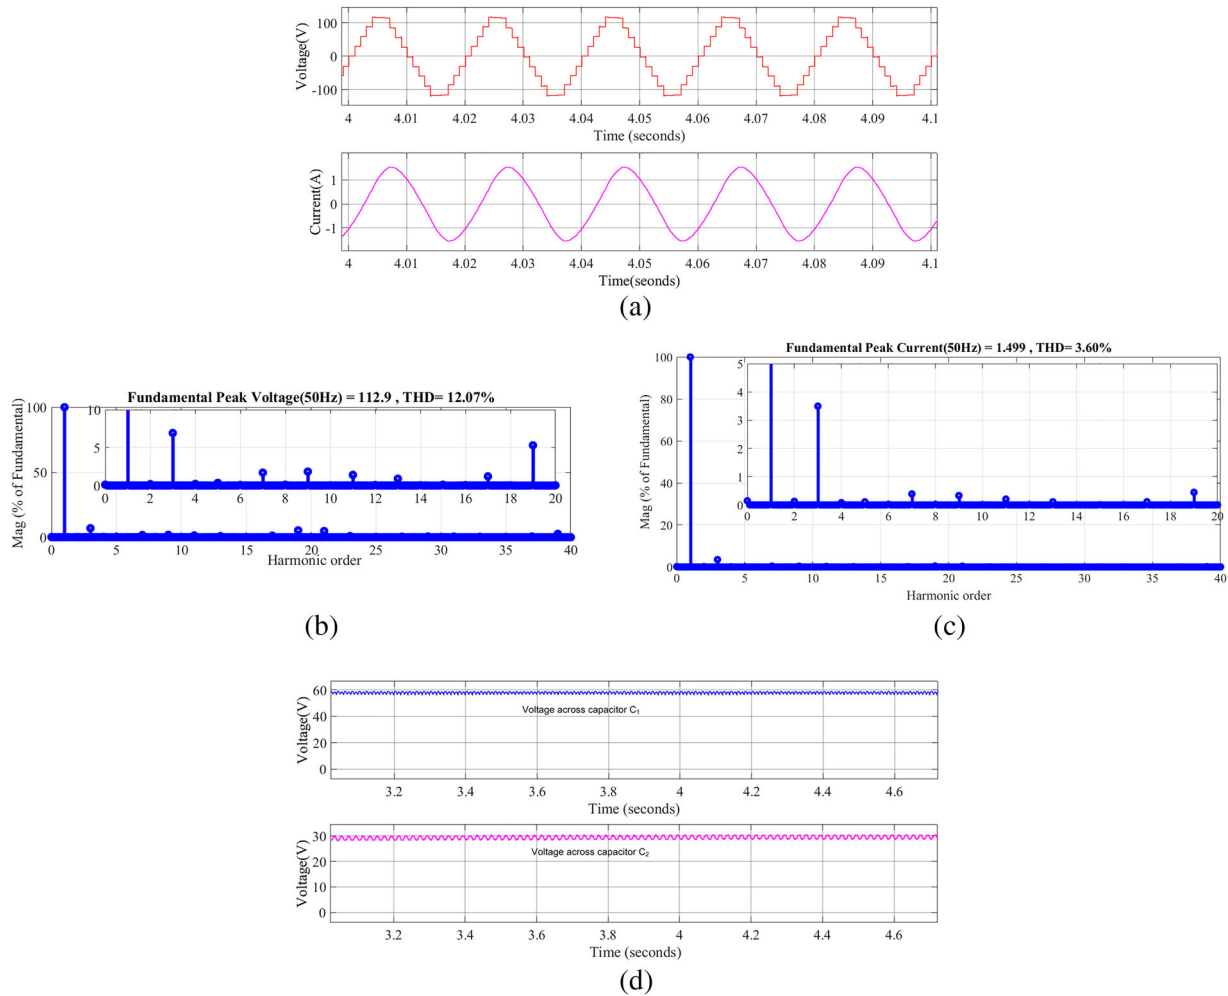 100
0
-100
Voltage(V)
4 4.01 4.02 4.03 4.04 4.05 4.06 4.07 4.08 4.09 4.1
Time (seconds)
1
0
-1
Current(A)
4 4.01 4.02 4.03 4.04 4.05 4.06 4.07 4.08 4.09 4.1
Time(seonds)
(a)
Fundamental Peak Voltage(50Hz) = 112.9 , THD= 12.07%
100
50
0
Mag (% of Fundamental)
10
5
0
0 2 4 6 8 10 12 14 16 18 20
0 5 10 15 20 25 30 35 40
Harmonic order
(b)
Fundamental Peak Current(50Hz) = 1.499 , THD= 3.60%
100
80
60
40
20
0
Mag (% of Fundamental)
5
4
3
2
1
0
0 2 4 6 8 10 12 14 16 18 20
0 5 10 15 20 25 30 35 40
Harmonic order
(c)
60
40
20
0
Voltage(V)
Voltage across capacitor C1
3.2 3.4 3.6 3.8 4 4.2 4.4 4.6
Time (seconds)
30
20
10
0
Voltage(V)
Voltage across capacitor C2
3.2 3.4 3.6 3.8 4 4.2 4.4 4.6
Time (seconds)
(d)